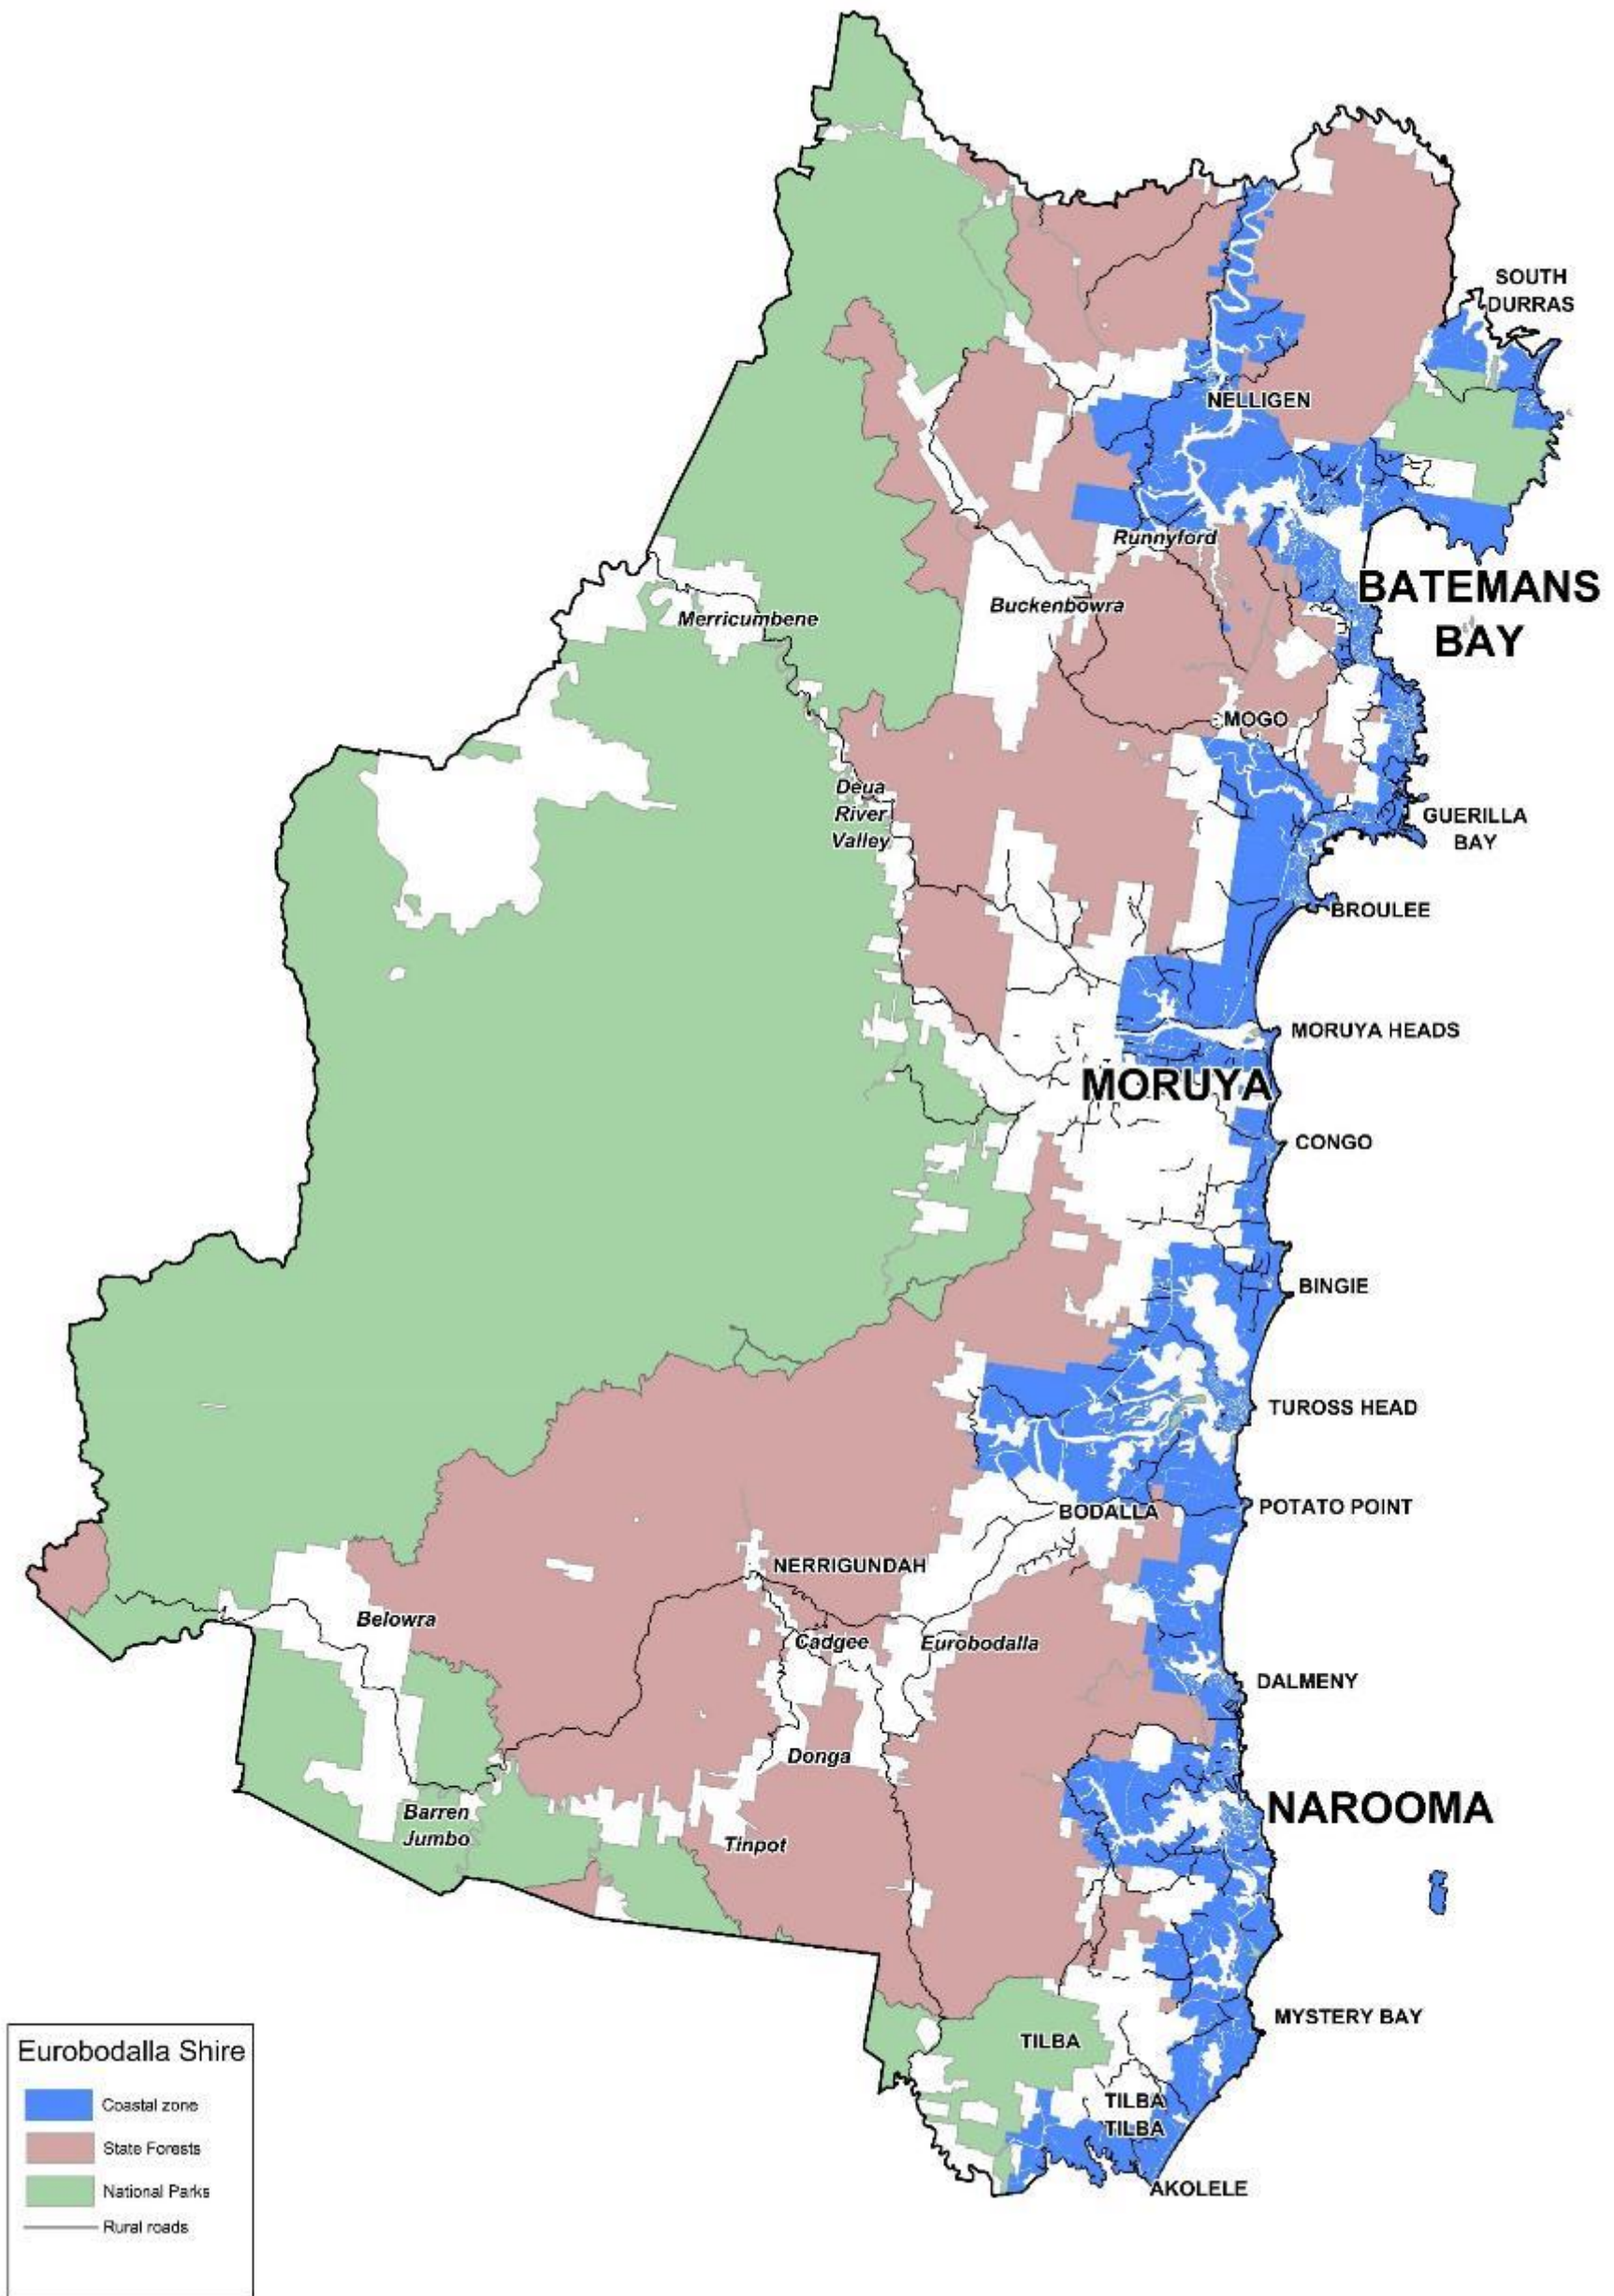 SOUTH
DURRAS
NELLIGEN
Runnyford
BATEMANS
BAY
Buckenbowra
Merricumbene
MOGO
Deua
River
Valley
GUERILLA
BAY
BROULEE
MORUYA HEADS
MORUYA
CONGO
BINGIE
TUROSS HEAD
POTATO POINT
BODALLA
NERRIGUNDAH
Belowra
Cadgee
Eurobodalla
DALMENY
Donga
NAROOMA
Barren
Jumbo
Tinpot
MYSTERY BAY
TILBA
TILBA
TILBA
AKOLELE
Eurobodalla Shire
Coastal zone
State Forests
National Parks
Rural roads